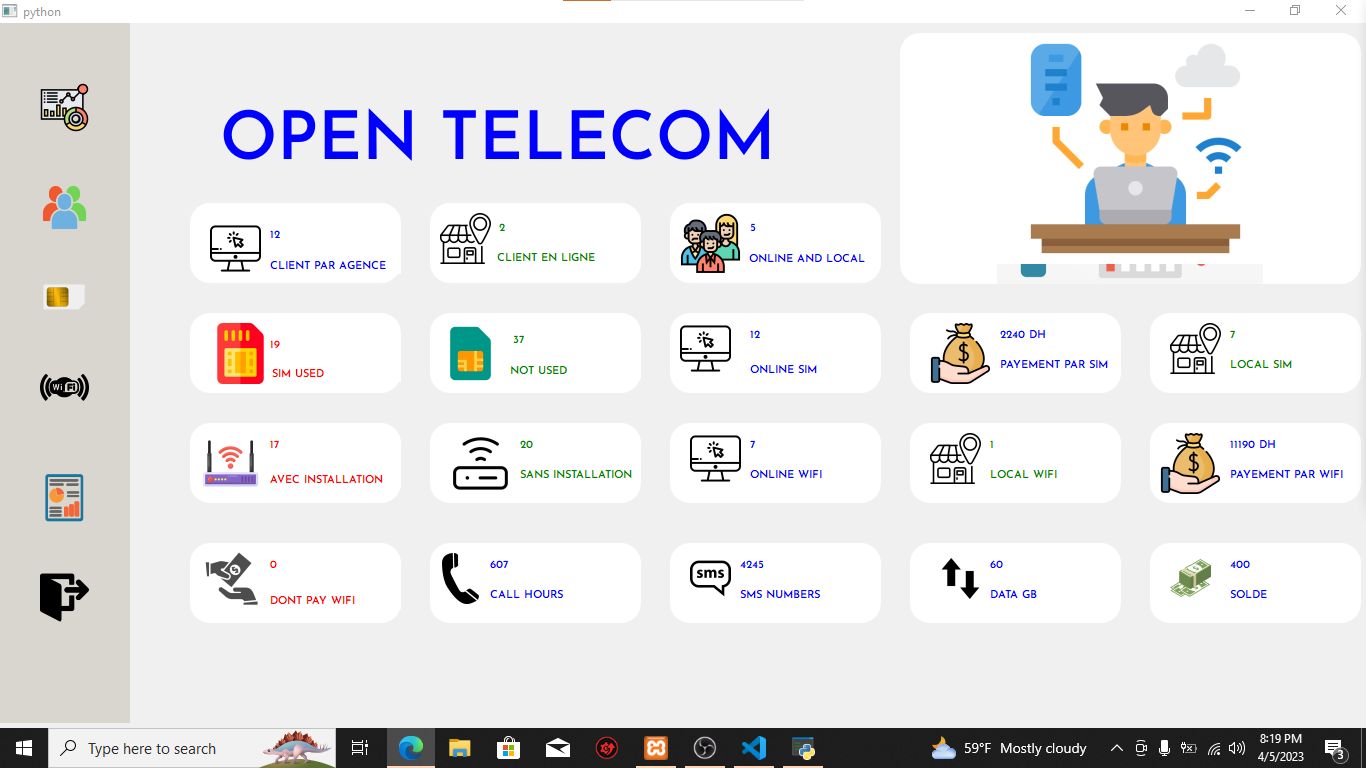 python
OPEN TELECOM
12
CLIENT PAR AGENCE
2
CLIENT EN LIGNE
5
ONLINE AND LOCAL
19
SIM USED
37
NOT USED
12
ONLINE SIM
$
2240 DH
PAYEMENT PAR SIM
7
LOCAL SIM
WiFi
17
AVEC INSTALLATION
20
SANS INSTALLATION
7
ONLINE WIFI
1
LOCAL WIFI
$
11190 DH
PAYEMENT PAR WIFI
$
0
DONT PAY WIFI
607
CALL HOURS
sms
4245
SMS NUMBERS
60
DATA GB
400
SOLDE
Type here to search
59°F Mostly cloudy
8:19 PM
4/5/2023
3